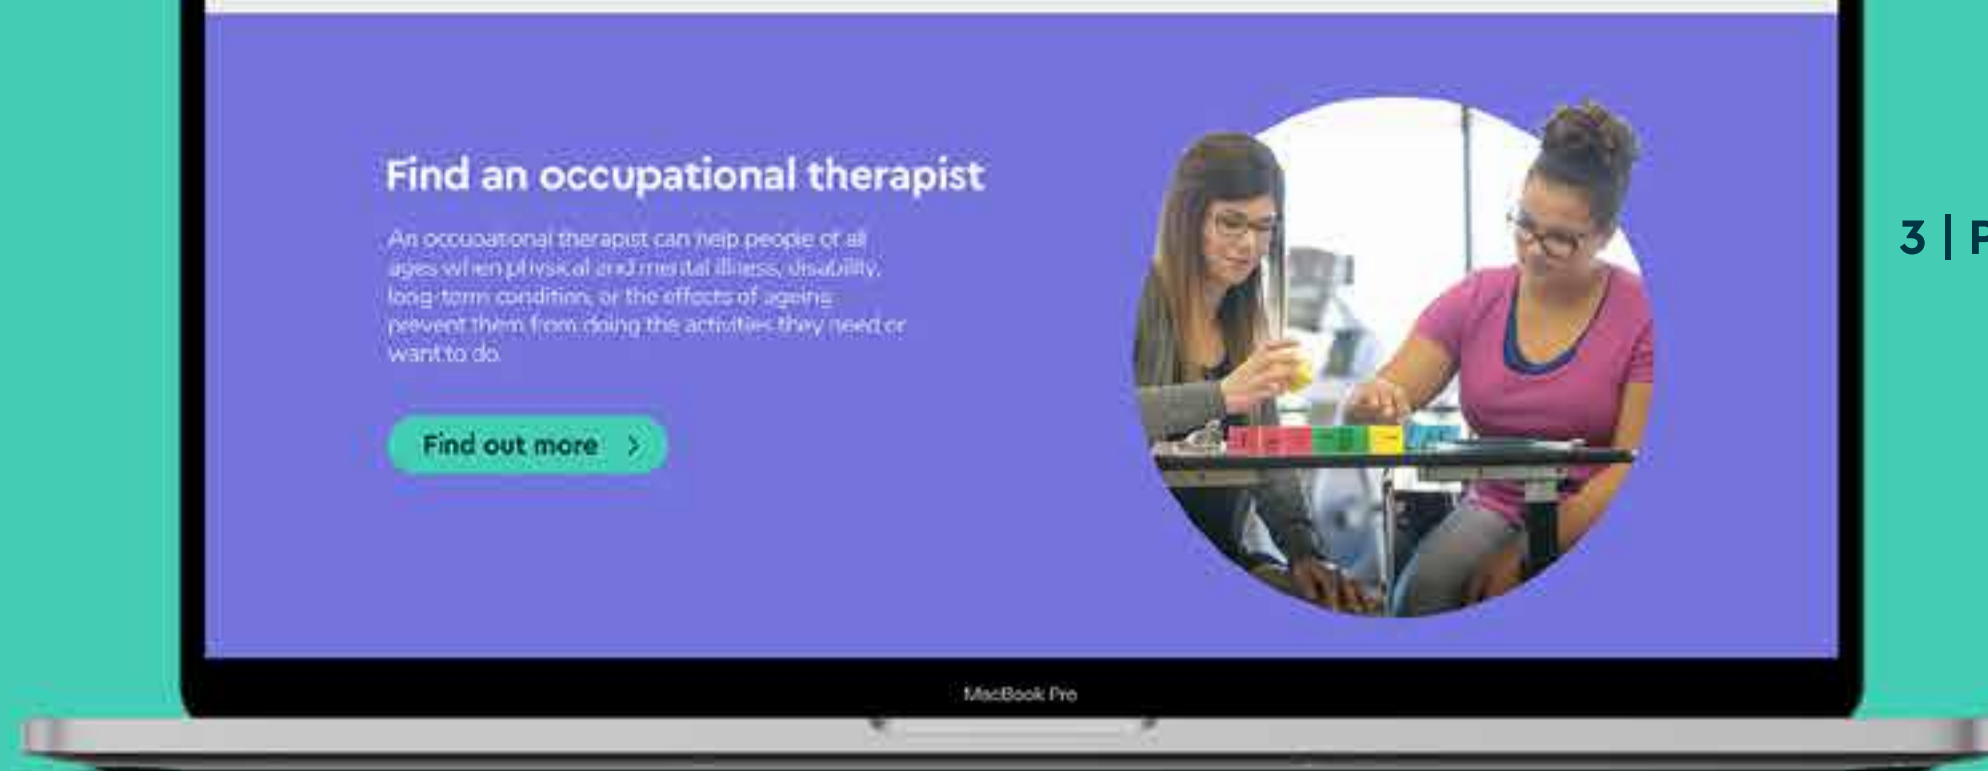 Find an occupational therapist
An occupational therapist can help people of all
ages when physical and mental illness, disability,
long-term condition, or the effects of ageing
prevent them from doing the activities they need or
want to do.
Find out more >
MacBook Pro
3 | P